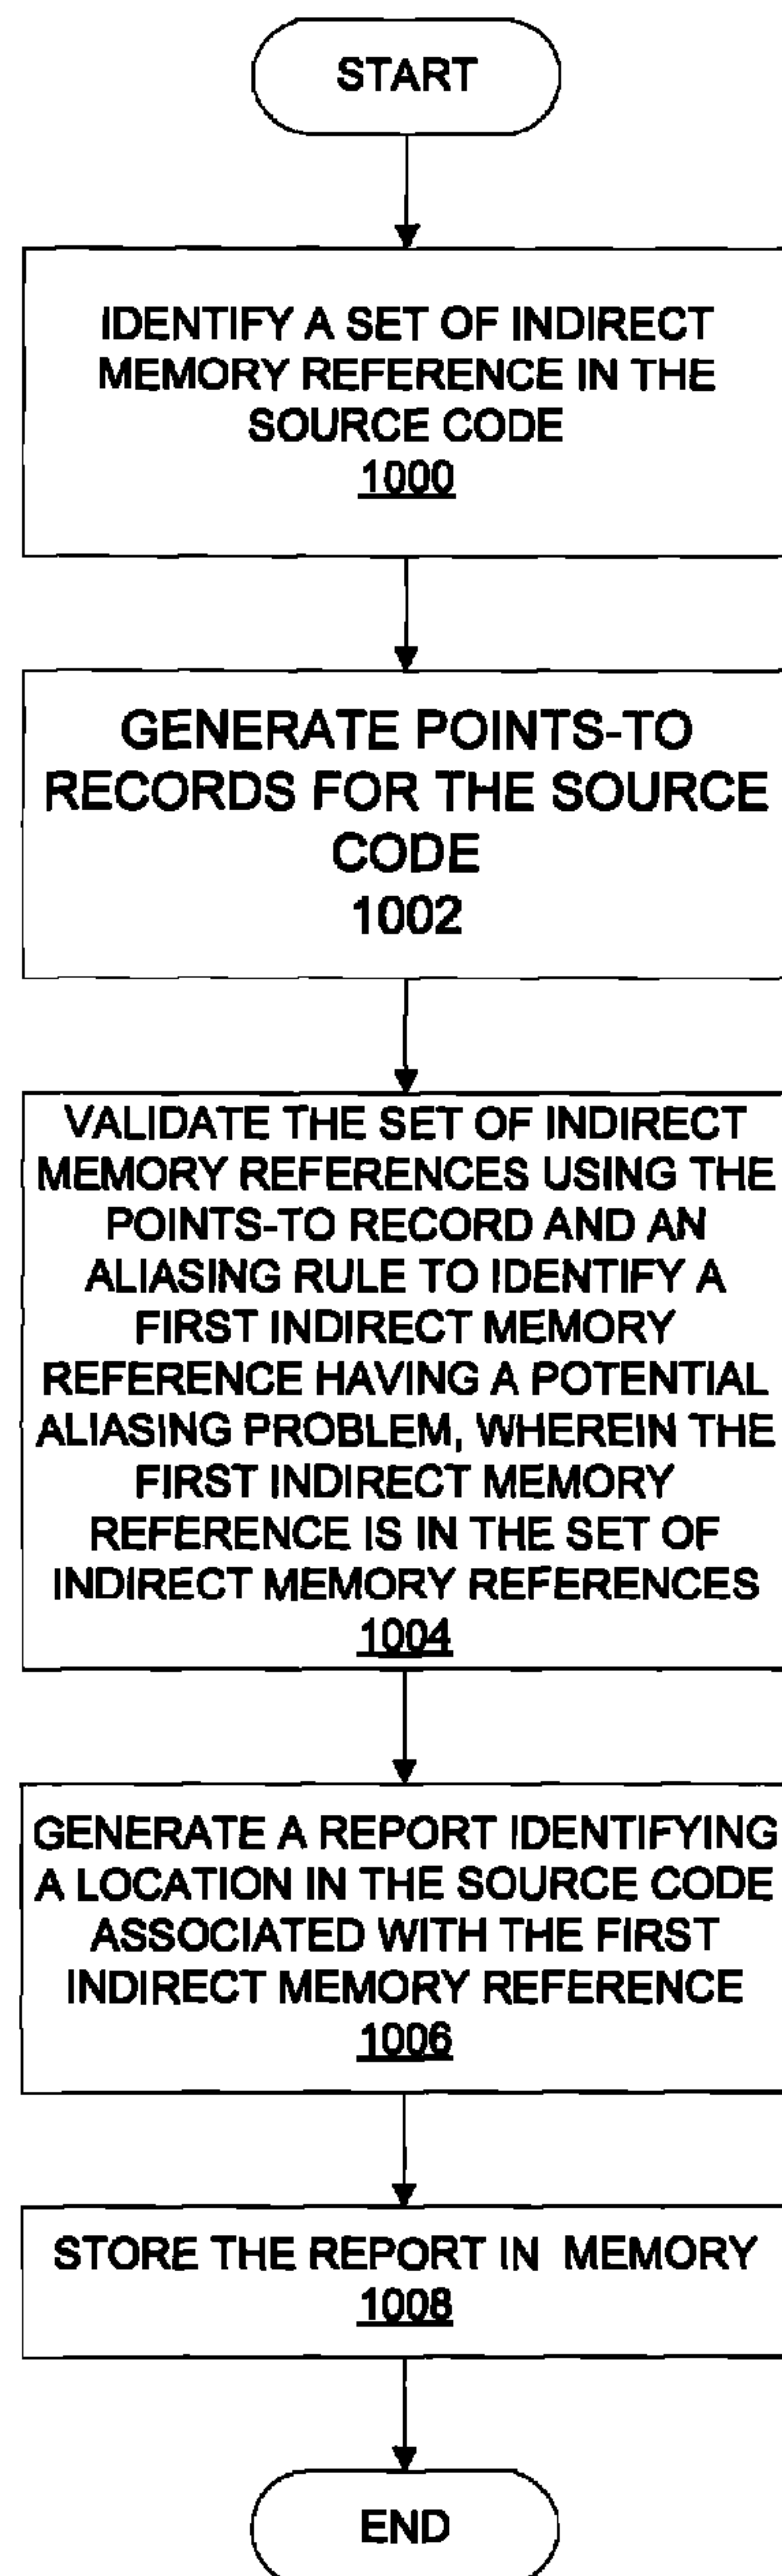 START
IDENTIFY A SET OF INDIRECT
MEMORY REFERENCE IN THE
SOURCE CODE
1000
GENERATE POINTS-TO
RECORDS FOR THE SOURCE
CODE
1002
VALIDATE THE SET OF INDIRECT
MEMORY REFERENCES USING THE
POINTS-TO RECORD AND AN
ALIASING RULE TO IDENTIFY A
FIRST INDIRECT MEMORY
REFERENCE HAVING A POTENTIAL
ALIASING PROBLEM, WHEREIN THE
FIRST INDIRECT MEMORY
REFERENCE IS IN THE SET OF
INDIRECT MEMORY REFERENCES
1004
GENERATE A REPORT IDENTIFYING
A LOCATION IN THE SOURCE CODE
ASSOCIATED WITH THE FIRST
INDIRECT MEMORY REFERENCE
1006
STORE THE REPORT IN MEMORY
1008
END